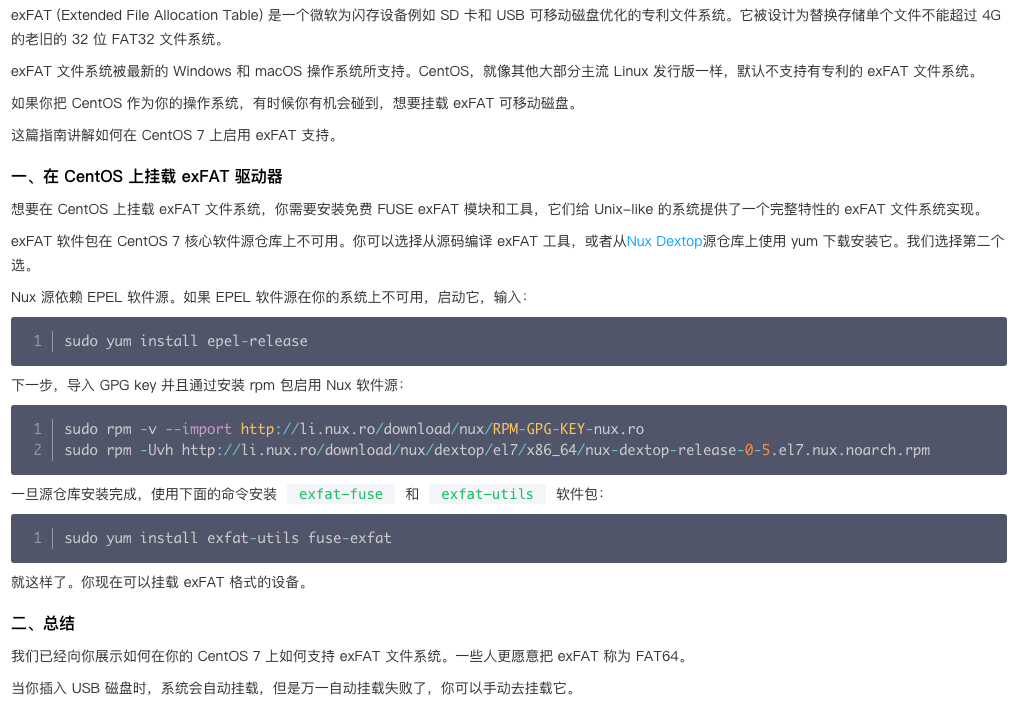 exFAT (Extended File Allocation Table) 是一个微软为闪存设备例如 SD 卡和 USB 可移动磁盘优化的专利文件系统。它被设计为替换存储单个文件不能超过 4G
的老旧的 32 位 FAT32 文件系统。
exFAT 文件系统被最新的 Windows 和 macOS 操作系统所支持。CentOS，就像其他大部分主流 Linux 发行版一样，默认不支持有专利的 exFAT 文件系统。
如果你把 CentOS 作为你的操作系统，有时候你有机会碰到，想要挂载 exFAT 可移动磁盘。
这篇指南讲解如何在 CentOS 7 上启用 exFAT 支持。
一、在 CentOS 上挂载 exFAT 驱动器
想要在 CentOS 上挂载 exFAT 文件系统，你需要安装免费 FUSE exFAT 模块和工具，它们给 Unix-like 的系统提供了一个完整特性的 exFAT 文件系统实现。
exFAT 软件包在 CentOS 7 核心软件源仓库上不可用。你可以选择从源码编译 exFAT 工具，或者从Nux Dextop源仓库上使用 yum 下载安装它。我们选择第二个
选。
Nux 源依赖 EPEL 软件源。如果 EPEL 软件源在你的系统上不可用，启动它，输入：
1 sudo yum install epel-release
下一步，导入 GPG key 并且通过安装 rpm 包启用 Nux 软件源：
1 sudo rpm -v --import http://li.nux.ro/download/nux/RPM-GPG-KEY-nux.ro
2 sudo rpm -Uvh http://li.nux.ro/download/nux/dextop/el7/x86_64/nux-dextop-release-0-5.el7.nux.noarch.rpm
一旦源仓库安装完成，使用下面的命令安装 exfat-fuse 和 exfat-utils 软件包：
1 sudo yum install exfat-utils fuse-exfat
就这样了。你现在可以挂载 exFAT 格式的设备。
二、总结
我们已经向你展示如何在你的 CentOS 7 上如何支持 exFAT 文件系统。一些人更愿意把 exFAT 称为 FAT64。
当你插入 USB 磁盘时，系统会自动挂载，但是万一自动挂载失败了，你可以手动去挂载它。